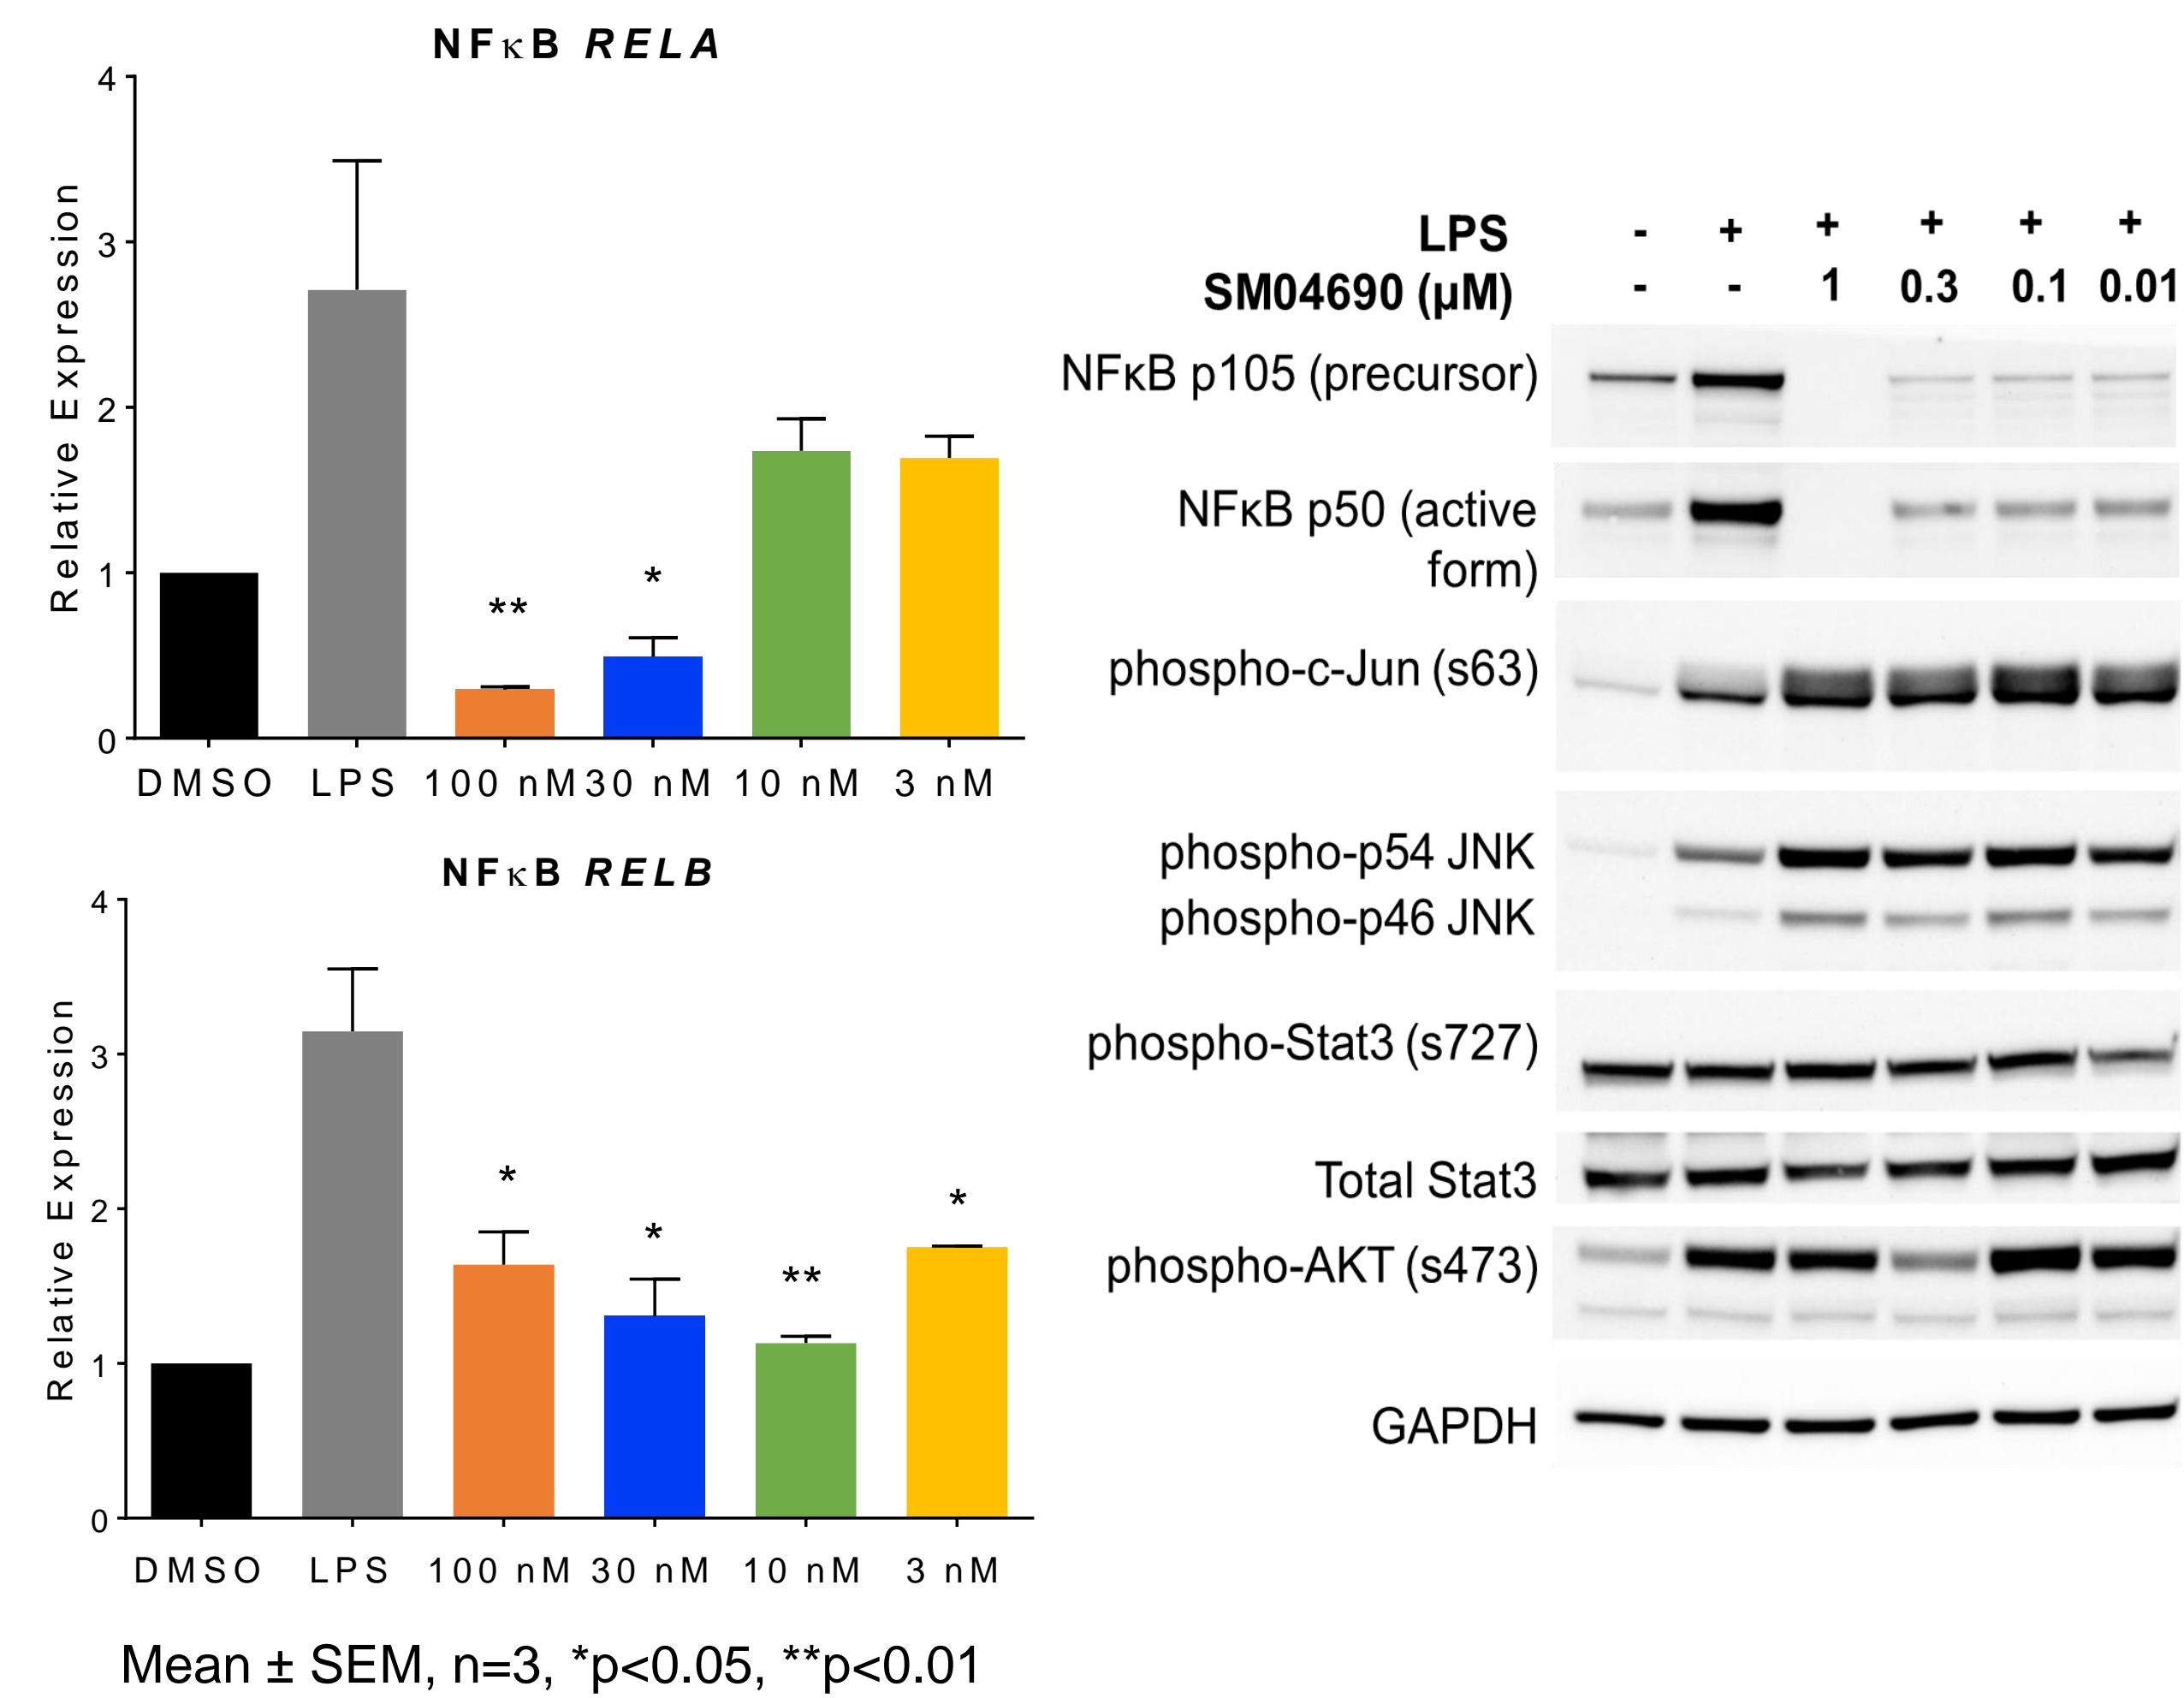 NFκB RELA
4
3
2
1
0
Relative Expression
**
*
DMSO LPS 100 nM 30 nM 10 nM 3 nM
NFκB RELB
4
3
2
1
0
Relative Expression
*
*
**
*
DMSO LPS 100 nM 30 nM 10 nM 3 nM
Mean ± SEM, n=3, *p<0.05, **p<0.01
LPS - + + + + +
SM04690 (µM) - - 1 0.3 0.1 0.01
NFκB p105 (precursor)
NFκB p50 (active
form)
phospho-c-Jun (s63)
phospho-p54 JNK
phospho-p46 JNK
phospho-Stat3 (s727)
Total Stat3
phospho-AKT (s473)
GAPDH